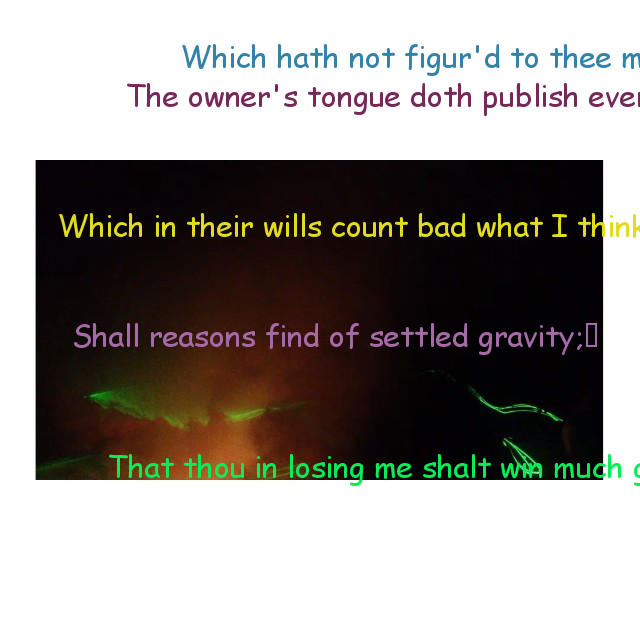 Which hath not figur'd to thee
The owner's tongue doth publish
Which in their wills count bad what I think
Shall reasons find of settled gravity;
That thou in losing me shalt win much